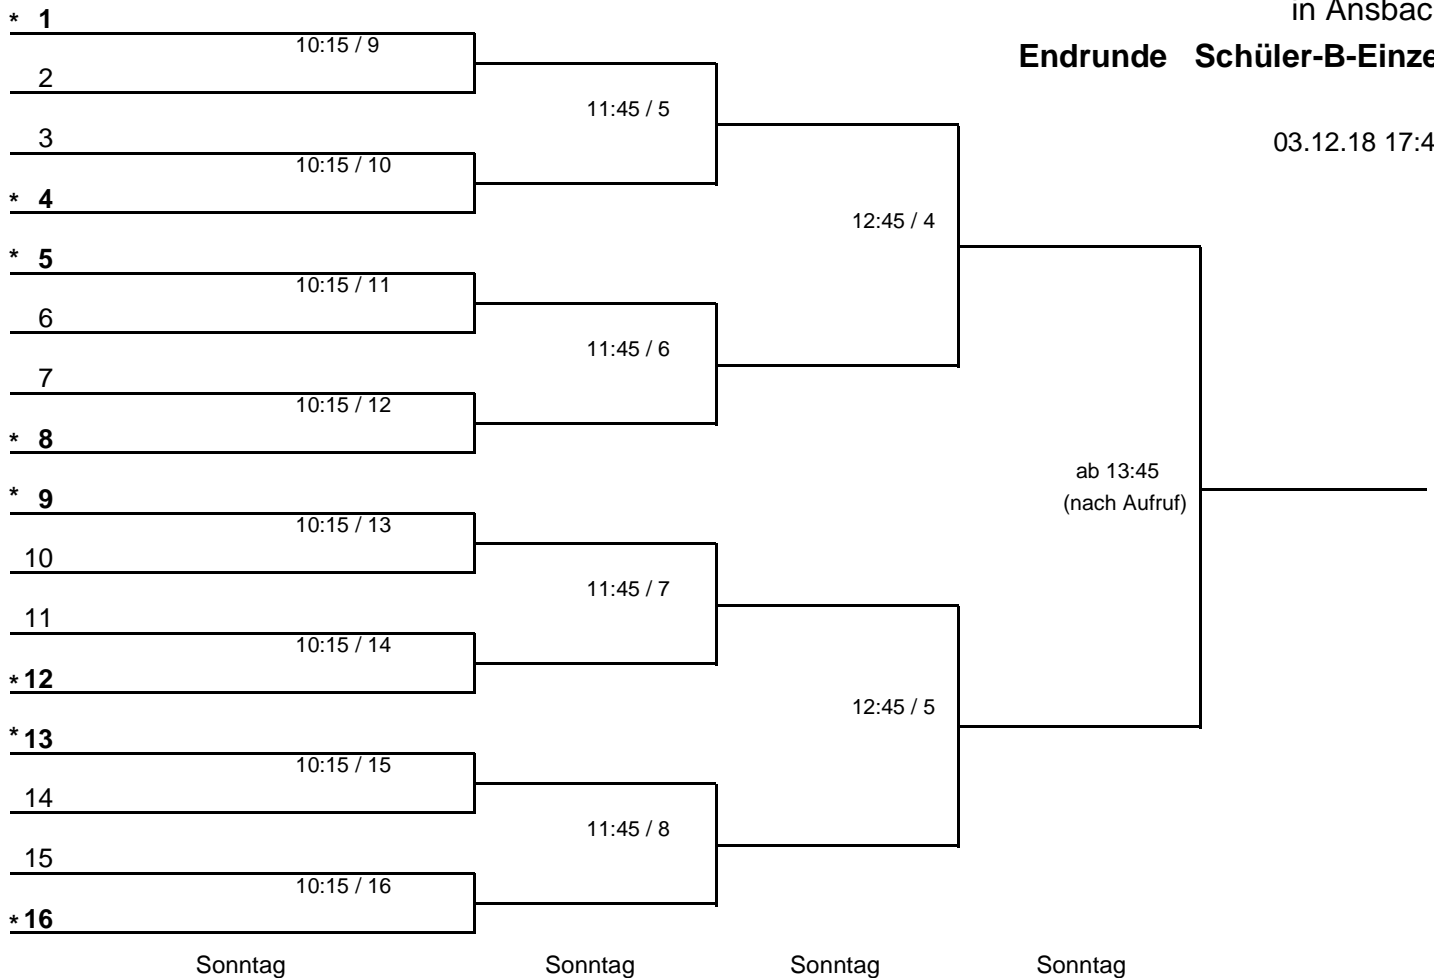 in Ansbac
Endrunde Schüler-B-Einze
03.12.18 17:4
* 1
10:15 / 9
2
11:45 / 5
3
10:15 / 10
* 4
12:45 / 4
* 5
10:15 / 11
6
11:45 / 6
7
10:15 / 12
* 8
ab 13:45
(nach Aufruf)
* 9
10:15 / 13
10
11:45 / 7
11
10:15 / 14
* 12
12:45 / 5
* 13
10:15 / 15
14
11:45 / 8
15
10:15 / 16
* 16
Sonntag Sonntag Sonntag Sonntag